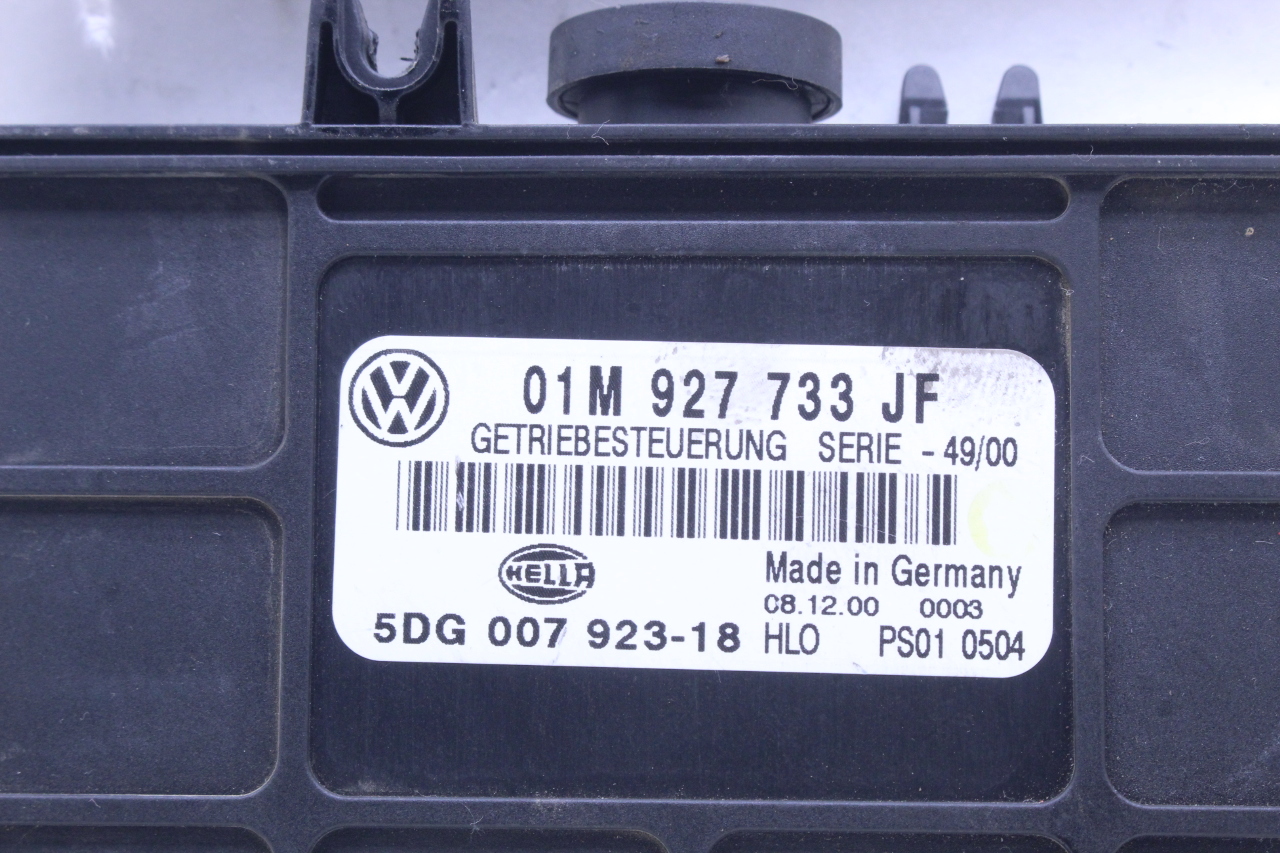 01M 927 733 JF
GETRIEBESTEUERUNG SERIE - 49/00
HELLA
Made in Germany
08.12.00 0003
5DG 007 923-18 HLO PS01 0504